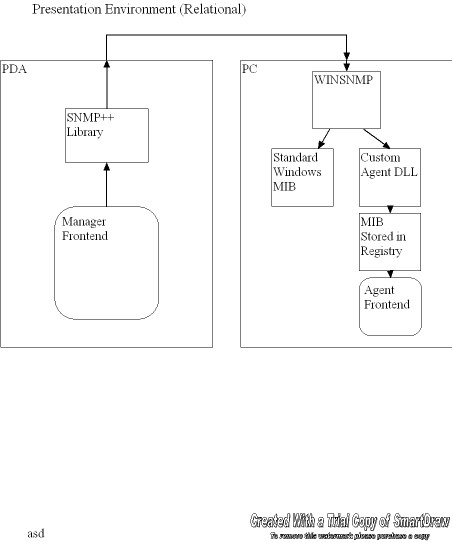 Presentation Environment (Relational)
PDA
SNMP++
Library
Manager
Frontend
PC
WINSNMP
Standard
Windows
MIB
Custom
Agent DLL
MIB
Stored in
Registry
Agent
Frontend
asd
Created With a Trial Copy of SmartDraw
To remove this watermark please purchase a copy